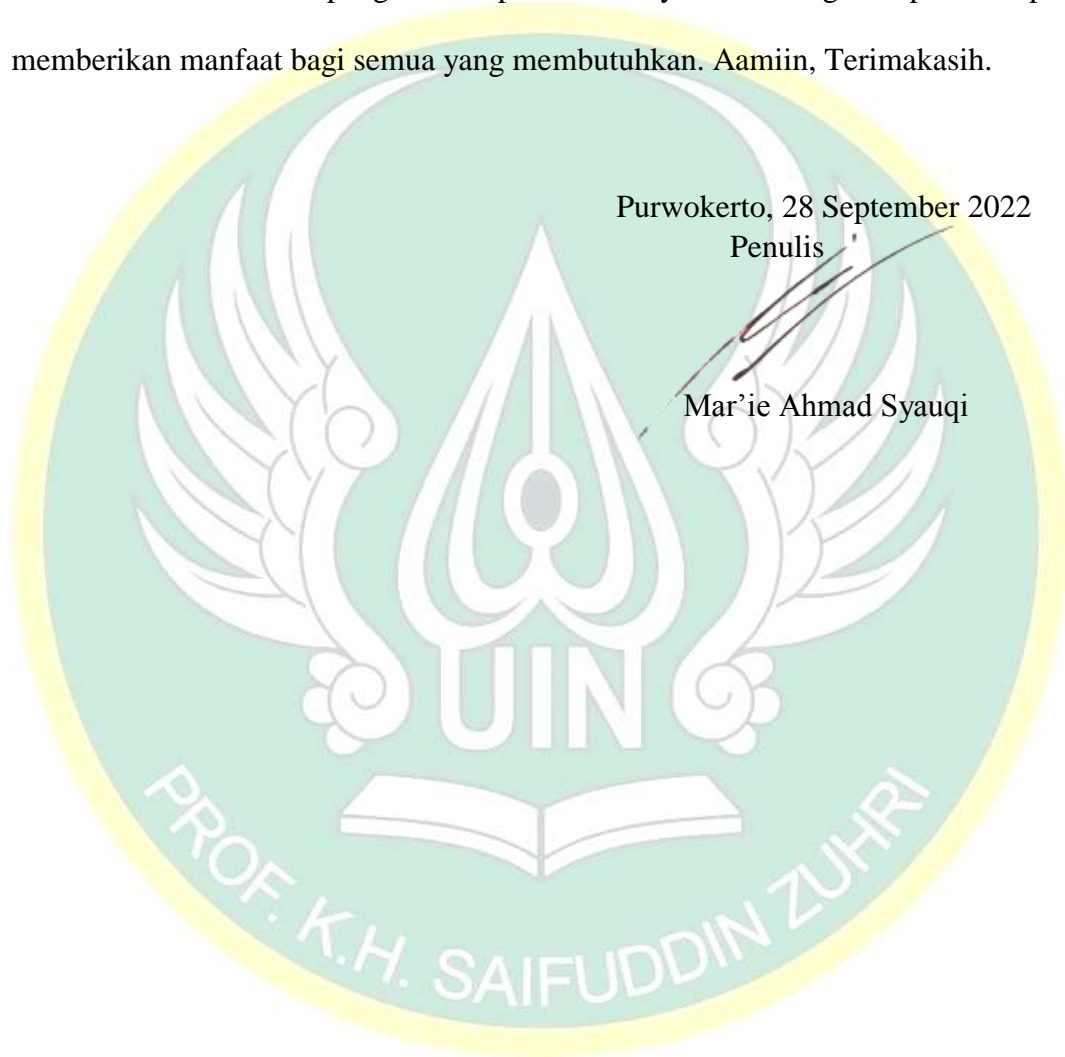 memberikan manfaat bagi semua yang membutuhkan. Aamiin, Terimakasih.
Purwokerto, 28 September 2022
Penulis
Mar’ie Ahmad Syauqi
UIN
PROF. K.H. SAIFUDDIN ZUHRI